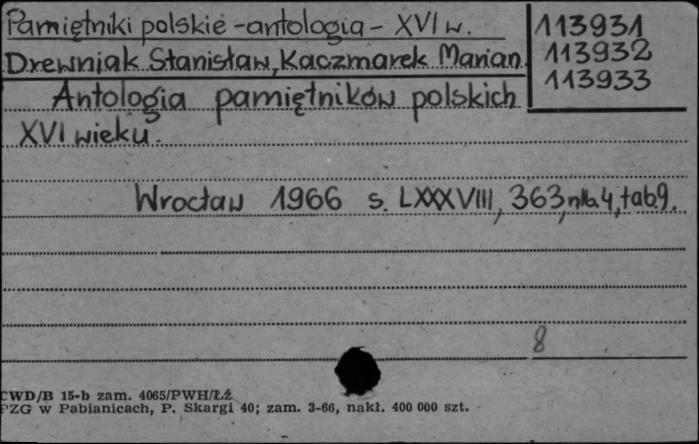 Pamiętniki polskie - antologia - XVI w.
113931
Drewniak Stanisław, Kaczmarek Marian
113932
113933
Antologia pamiętników polskich
XVI wieku.
Wrocław 1966 s. LXXXVIII, 363, nlb. 4, tab. 9.
8
CWD/B 15-b zam. 4065/PWH/Łź
PZG w Pabianicach, P. Skargi 40; zam. 3-66, nakł. 400 000 szt.